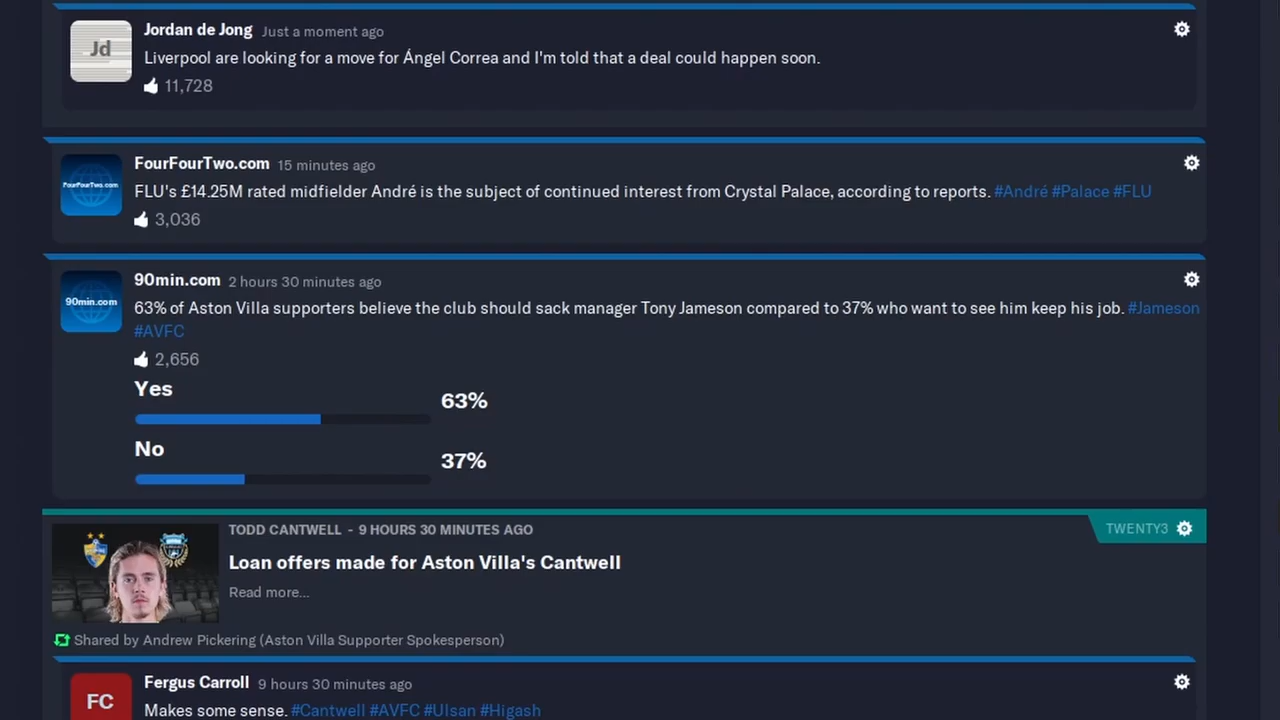 Jordan de Jong Just a moment ago
Jd
Liverpool are looking for a move for Ángel Correa and I'm told that a deal could happen soon.
11,728
FourFourTwo.com 15 minutes ago
FourFourTwo.com
FLU's £14.25M rated midfielder André is the subject of continued interest from Crystal Palace, according to reports. #André #Palace #FLU
3,036
90min.com 2 hours 30 minutes ago
90min.com
63% of Aston Villa supporters believe the club should sack manager Tony Jameson compared to 37% who want to see him keep his job. #Jameson
#AVFC
2,656
Yes
63%
No
37%
TODD CANTWELL - 9 HOURS 30 MINUTES AGO
TWENTY3
Loan offers made for Aston Villa's Cantwell
Read more...
Shared by Andrew Pickering (Aston Villa Supporter Spokesperson)
Fergus Carroll 9 hours 30 minutes ago
FC
Makes some sense. #Cantwell #AVFC #Ulsan #Higash